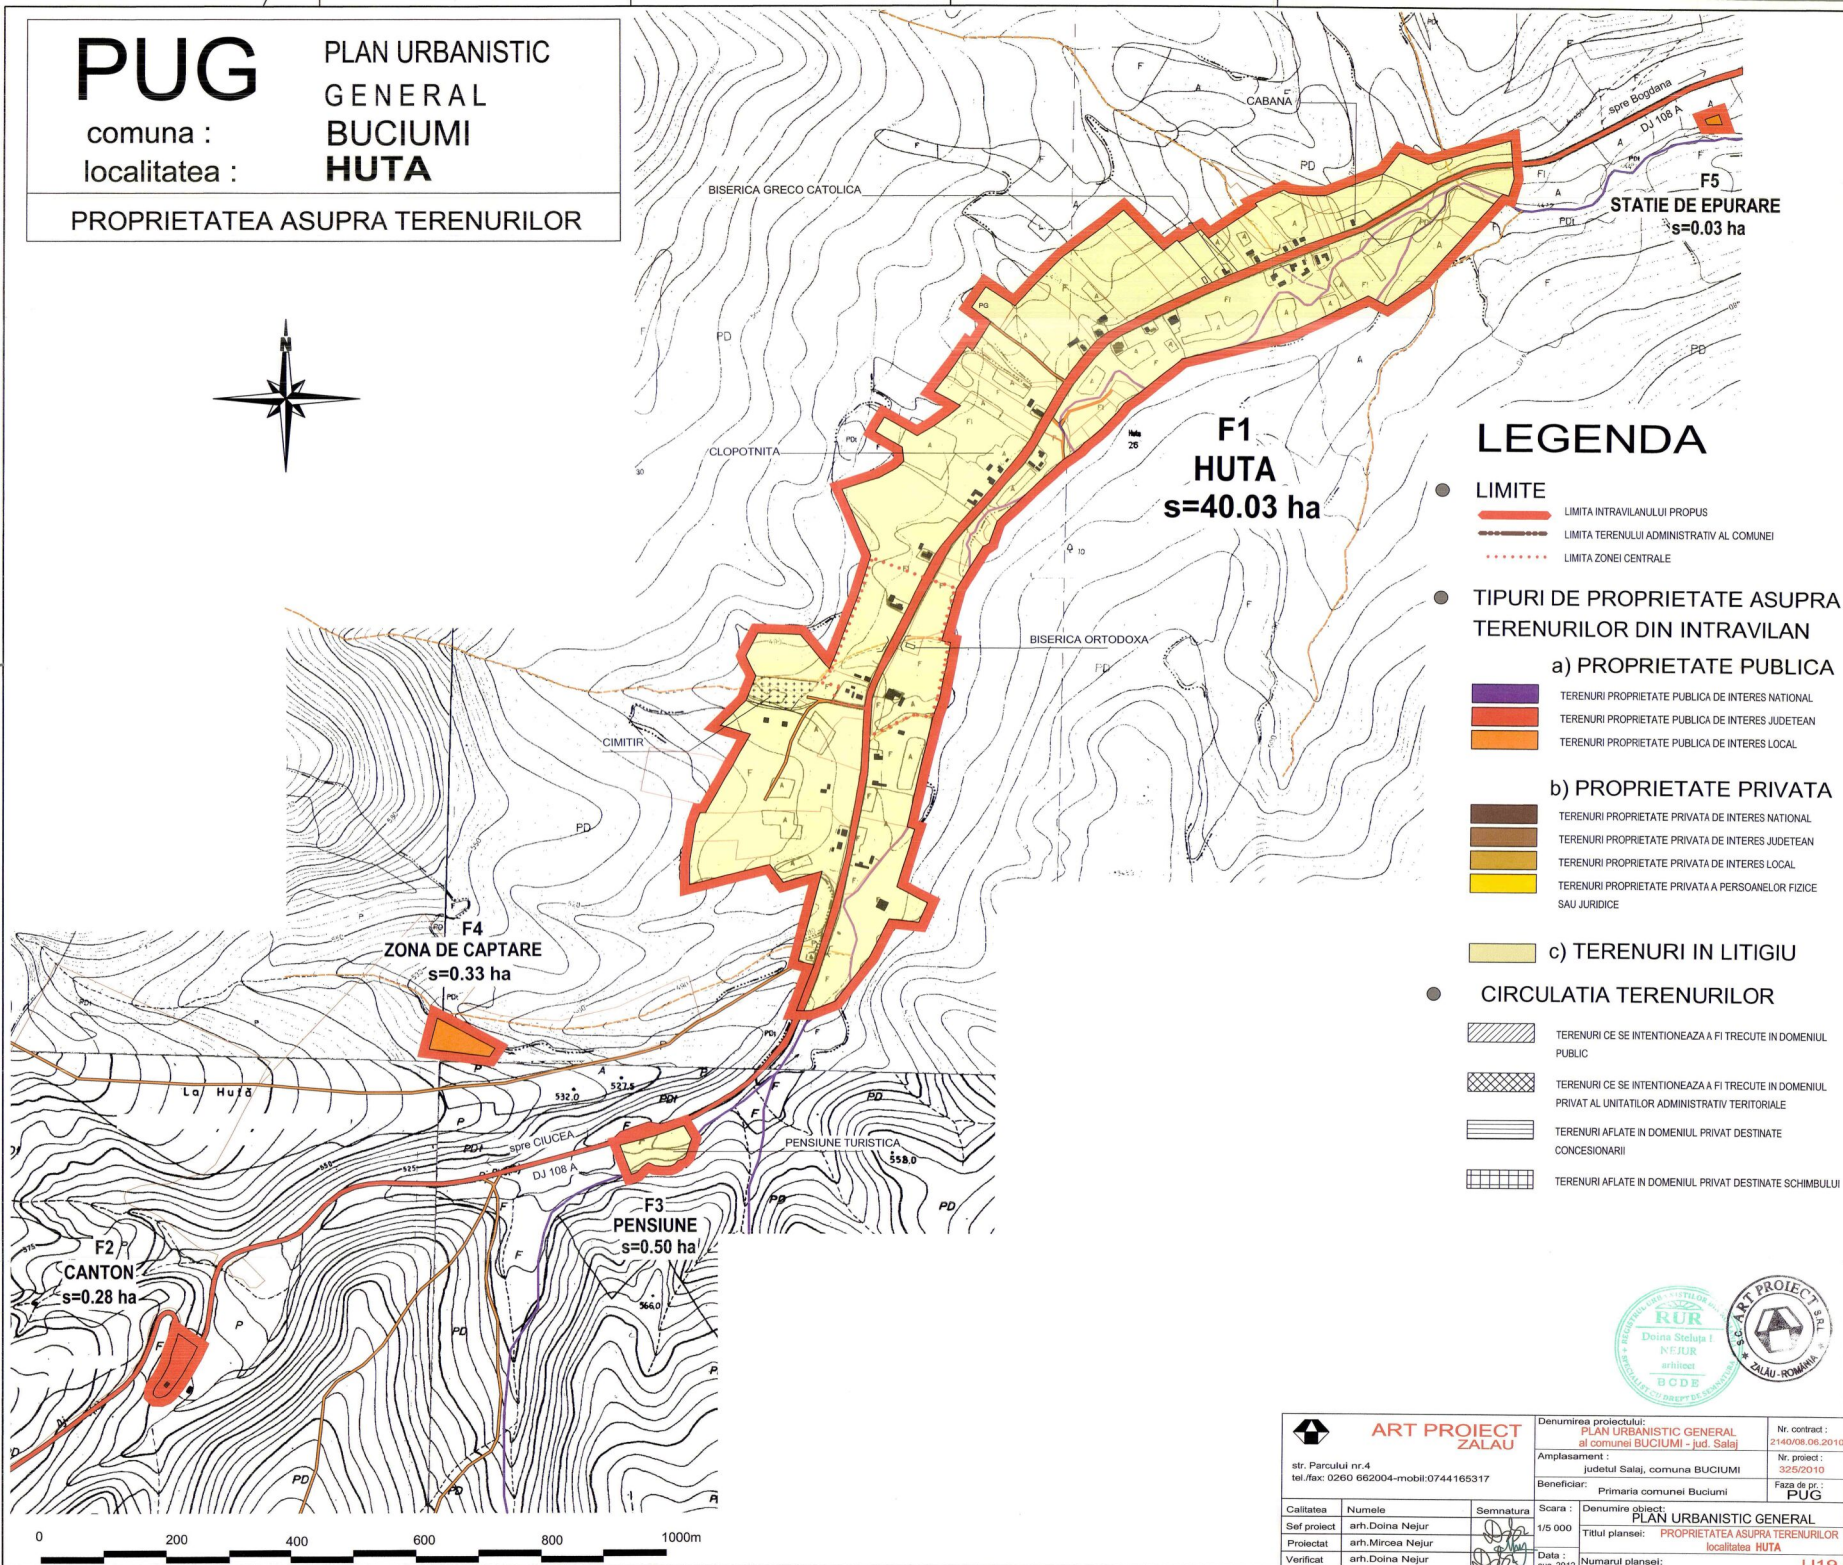 PUG
PLAN URBANISTIC
GENERAL
comuna : BUCIUMI
localitatea : HUTA
PROPRIETATEA ASUPRA TERENURILOR
N
CABANA
BISERICA GRECO CATOLICA
spre Bogdana
DJ 108 A
F5
STATIE DE EPURARE
s=0.03 ha
CLOPOTNITA
F1
HUTA
s=40.03 ha
BISERICA ORTODOXA
CIMITIR
F4
ZONA DE CAPTARE
s=0.33 ha
La Huta
532.0
527.5
spre CIUCEA
DJ 108 A
PENSIUNE TURISTICA
558.0
F3
PENSIUNE
s=0.50 ha
566.0
F2
CANTON
s=0.28 ha
0 200 400 600 800 1000m
LEGENDA
LIMITE
LIMITA INTRAVILANULUI PROPUS
LIMITA TERENULUI ADMINISTRATIV AL COMUNEI
LIMITA ZONEI CENTRALE
TIPURI DE PROPRIETATE ASUPRA
TERENURILOR DIN INTRAVILAN
a) PROPRIETATE PUBLICA
TERENURI PROPRIETATE PUBLICA DE INTERES NATIONAL
TERENURI PROPRIETATE PUBLICA DE INTERES JUDETEAN
TERENURI PROPRIETATE PUBLICA DE INTERES LOCAL
b) PROPRIETATE PRIVATA
TERENURI PROPRIETATE PRIVATA DE INTERES NATIONAL
TERENURI PROPRIETATE PRIVATA DE INTERES JUDETEAN
TERENURI PROPRIETATE PRIVATA DE INTERES LOCAL
TERENURI PROPRIETATE PRIVATA A PERSOANELOR FIZICE
SAU JURIDICE
c) TERENURI IN LITIGIU
CIRCULATIA TERENURILOR
TERENURI CE SE INTENTIONEAZA A FI TRECUTE IN DOMENIUL
PUBLIC
TERENURI CE SE INTENTIONEAZA A FI TRECUTE IN DOMENIUL
PRIVAT AL UNITATILOR ADMINISTRATIV TERITORIALE
TERENURI AFLATE IN DOMENIUL PRIVAT DESTINATE
CONCESIONARII
TERENURI AFLATE IN DOMENIUL PRIVAT DESTINATE SCHIMBULUI
RUR
Doina Steluța I.
NEJUR
arhitect
S.C. ART PROIECT S.R.L.
ZALĂU-ROMÂNIA
ART PROIECT
ZALAU
str. Parcului nr.4
tel./fax: 0260 662004-mobil:0744165317
Denumirea proiectului:
PLAN URBANISTIC GENERAL
al comunei BUCIUMI - jud. Salaj
Nr. contract :
2140/08.06.2010
Amplasament :
judetul Salaj, comuna BUCIUMI
Nr. proiect :
325/2010
Beneficiar: Primaria comunei Buciumi
Faza de pr. :
PUG
Calitatea Numele Semnatura
Sef proiect arh.Doina Nejur
Proiectat arh.Mircea Nejur
Verificat arh.Doina Nejur
Scara :
1/5 000
Data :
Denumire obiect:
PLAN URBANISTIC GENERAL
Titlul plansei: PROPRIETATEA ASUPRA TERENURILOR
localitatea HUTA
Numarul plansei: